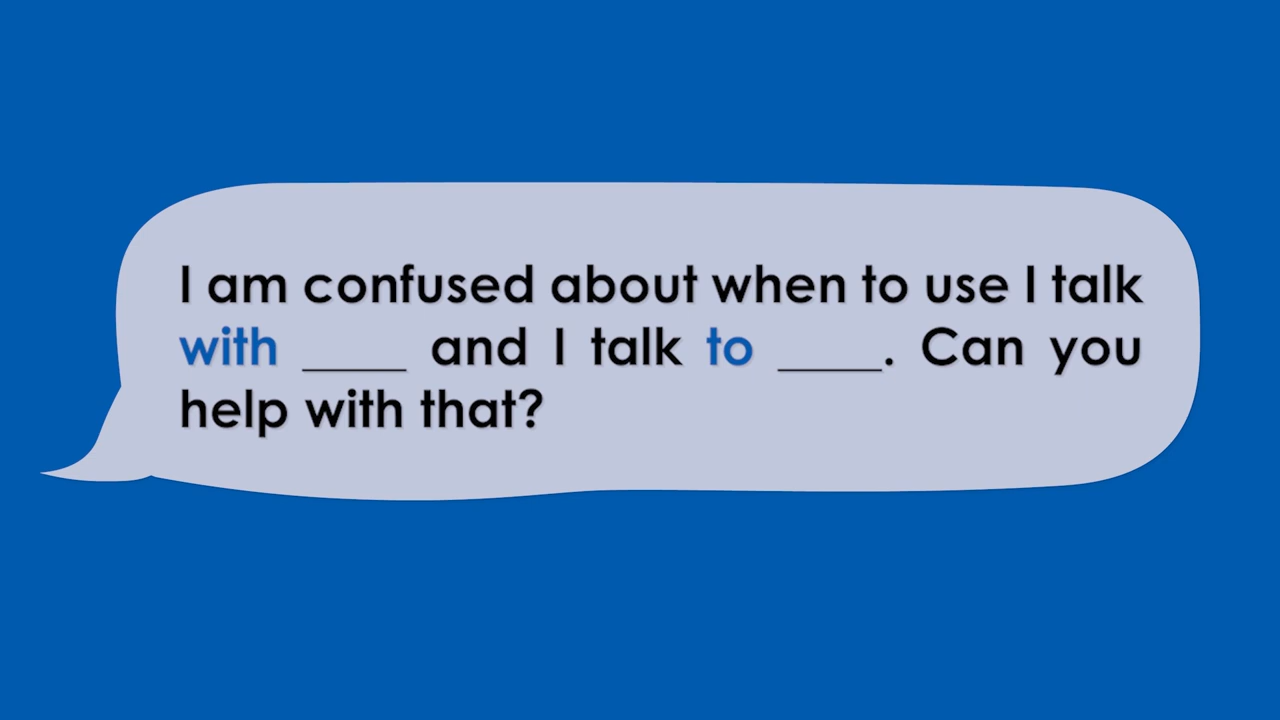 I am confused about when to use I talk
with ____ and I talk to ____. Can you
help with that?